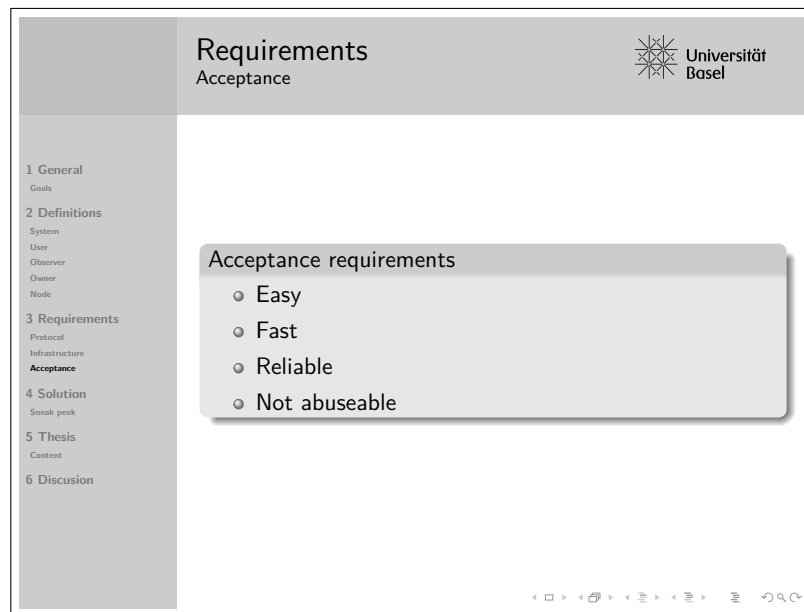 Requirements
Acceptance
Universität
Basel
1 General
Goals
2 Definitions
System
User
Observer
Owner
Node
3 Requirements
Protocol
Infrastructure
Acceptance
4 Solution
Sneak peek
5 Thesis
Content
6 Discusion
Acceptance requirements
Easy
Fast
Reliable
Not abuseable